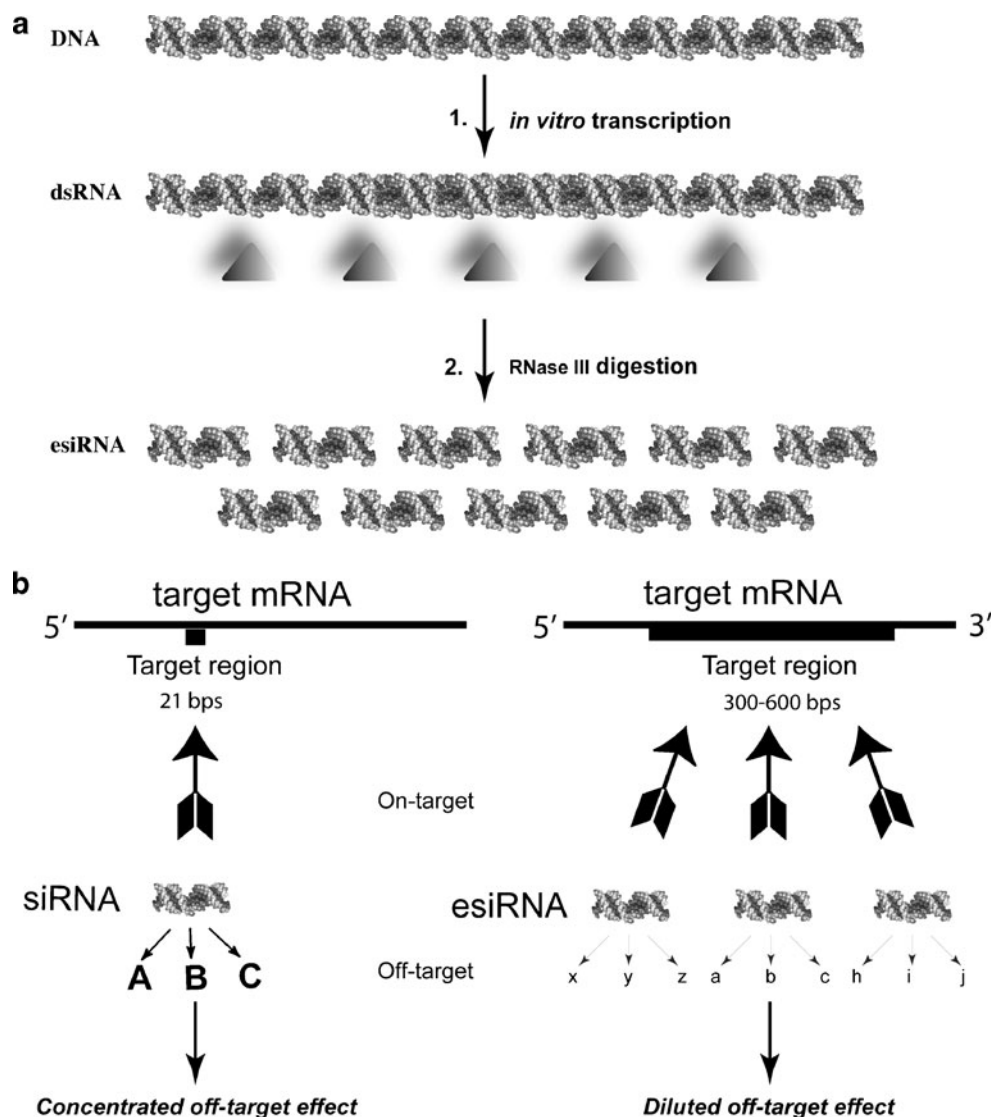 a
DNA
1. in vitro transcription
dsRNA
2. RNase III digestion
esiRNA
b
target mRNA
5′
Target region
21 bps
target mRNA
5′ 3′
Target region
300-600 bps
On-target
siRNA
esiRNA
Off-target
A B C
x y z a b c h i j
Concentrated off-target effect
Diluted off-target effect